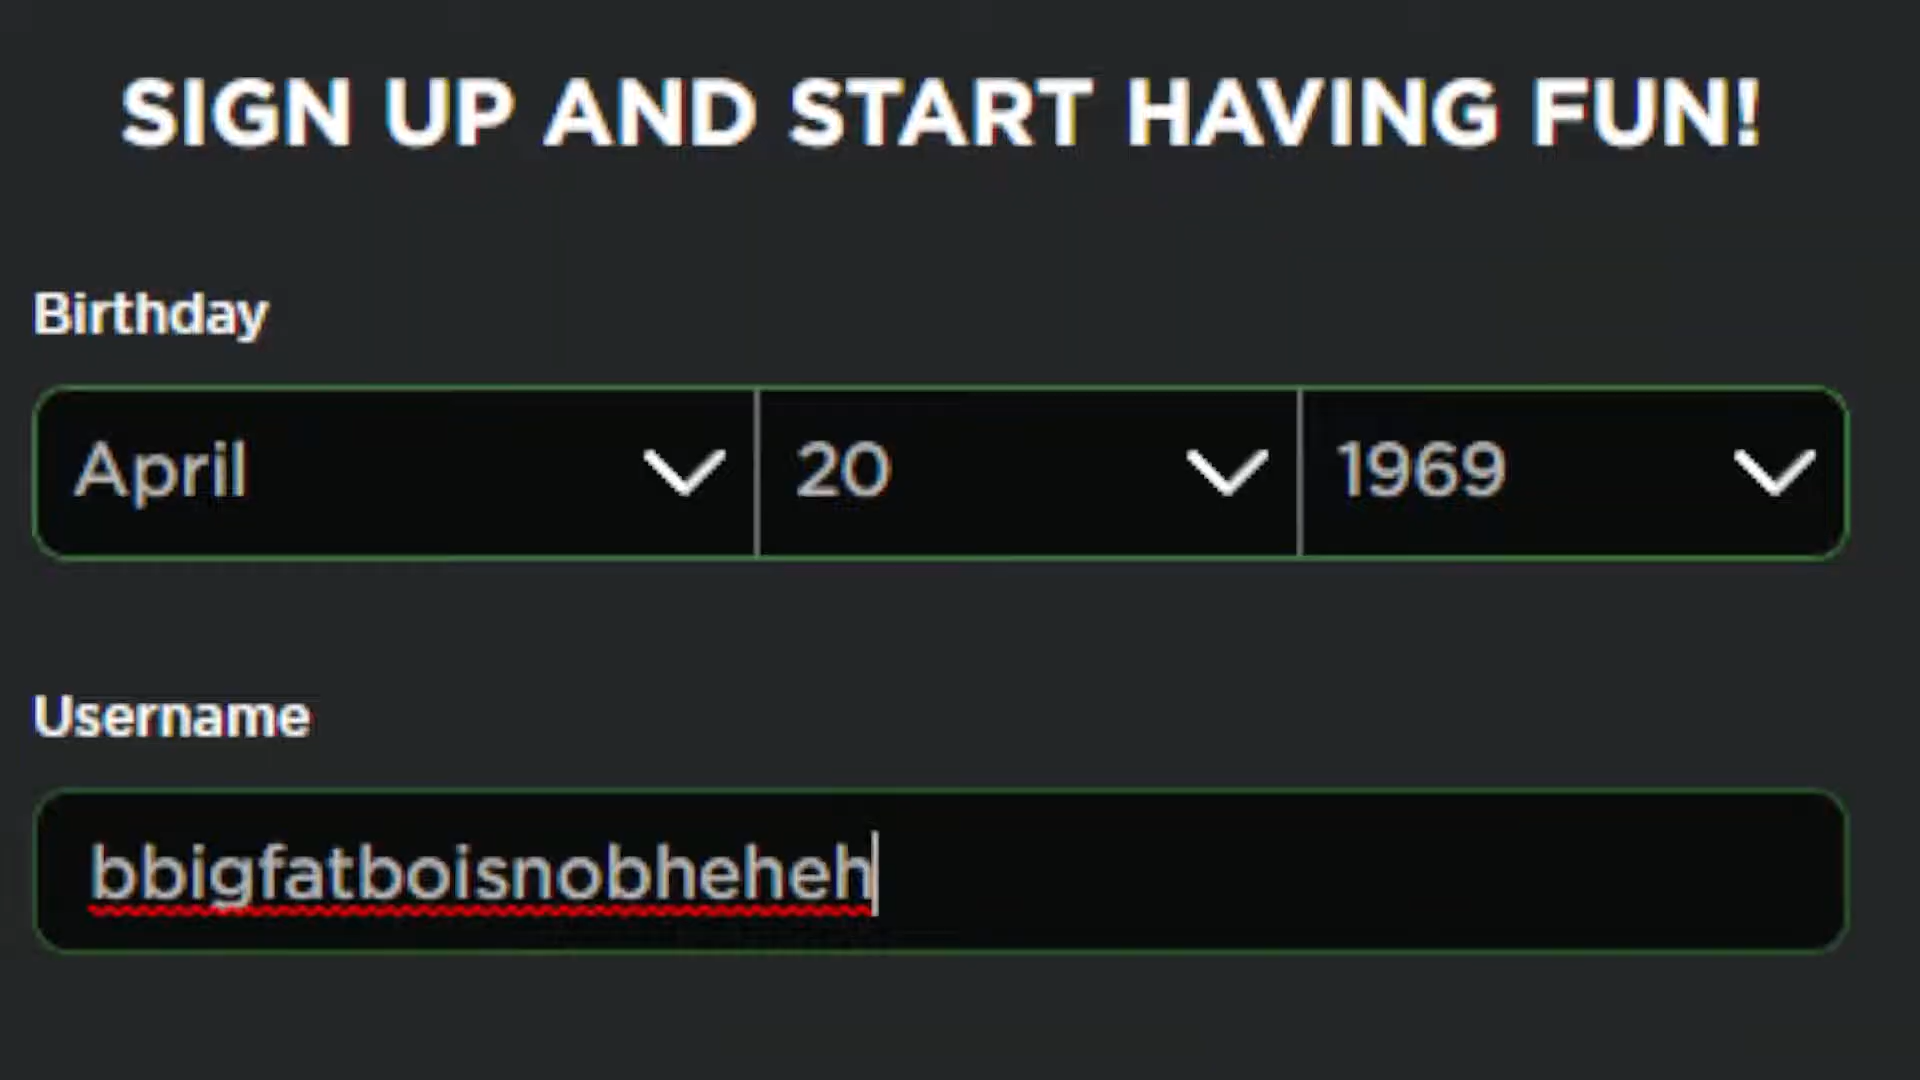 SIGN UP AND START HAVING FUN!
Birthday
April 20 1969
Username
bbigfatboisnobheheh